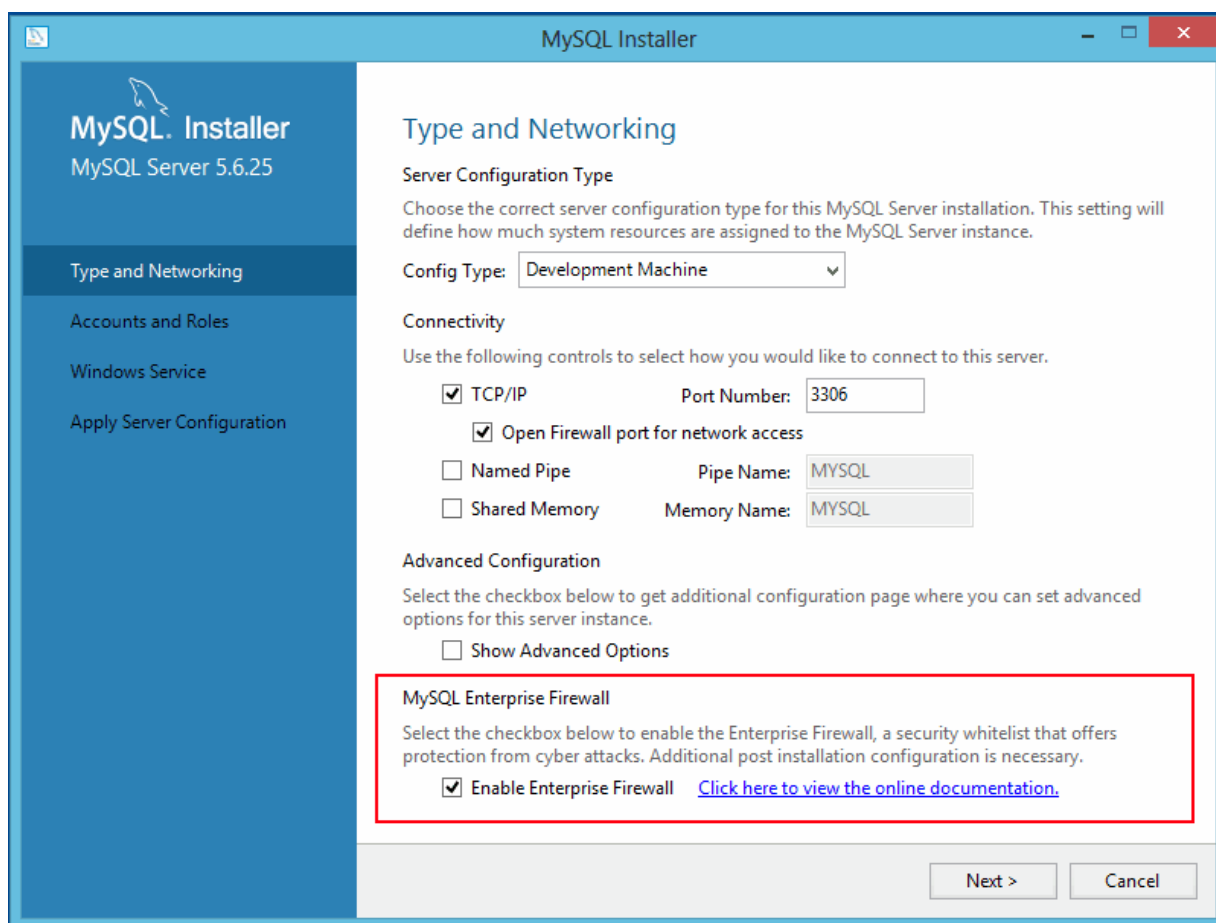 MySQL Installer
MySQL. Installer
MySQL Server 5.6.25
Type and Networking
Accounts and Roles
Windows Service
Apply Server Configuration
Type and Networking
Server Configuration Type
Choose the correct server configuration type for this MySQL Server installation. This setting will
define how much system resources are assigned to the MySQL Server instance.
Config Type: Development Machine
Connectivity
Use the following controls to select how you would like to connect to this server.
TCP/IP Port Number: 3306
Open Firewall port for network access
Named Pipe Pipe Name: MYSQL
Shared Memory Memory Name: MYSQL
Advanced Configuration
Select the checkbox below to get additional configuration page where you can set advanced
options for this server instance.
Show Advanced Options
MySQL Enterprise Firewall
Select the checkbox below to enable the Enterprise Firewall, a security whitelist that offers
protection from cyber attacks. Additional post installation configuration is necessary.
Enable Enterprise Firewall Click here to view the online documentation.
Next > Cancel